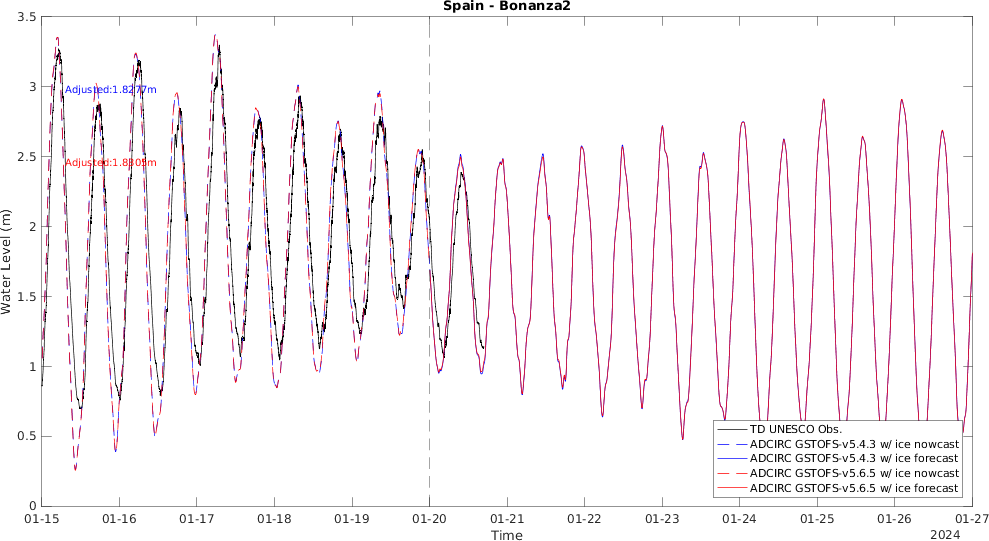 Spain - Bonanza2
3.5
3
2.5
2
1.5
1
0.5
0
Water Level (m)
Adjusted:1.8277m
Adjusted:1.8305m
TD UNESCO Obs.
ADCIRC GSTOFS-v5.4.3 w/ ice nowcast
ADCIRC GSTOFS-v5.4.3 w/ ice forecast
ADCIRC GSTOFS-v5.6.5 w/ ice nowcast
ADCIRC GSTOFS-v5.6.5 w/ ice forecast
01-15 01-16 01-17 01-18 01-19 01-20 01-21 01-22 01-23 01-24 01-25 01-26 01-27
Time
2024